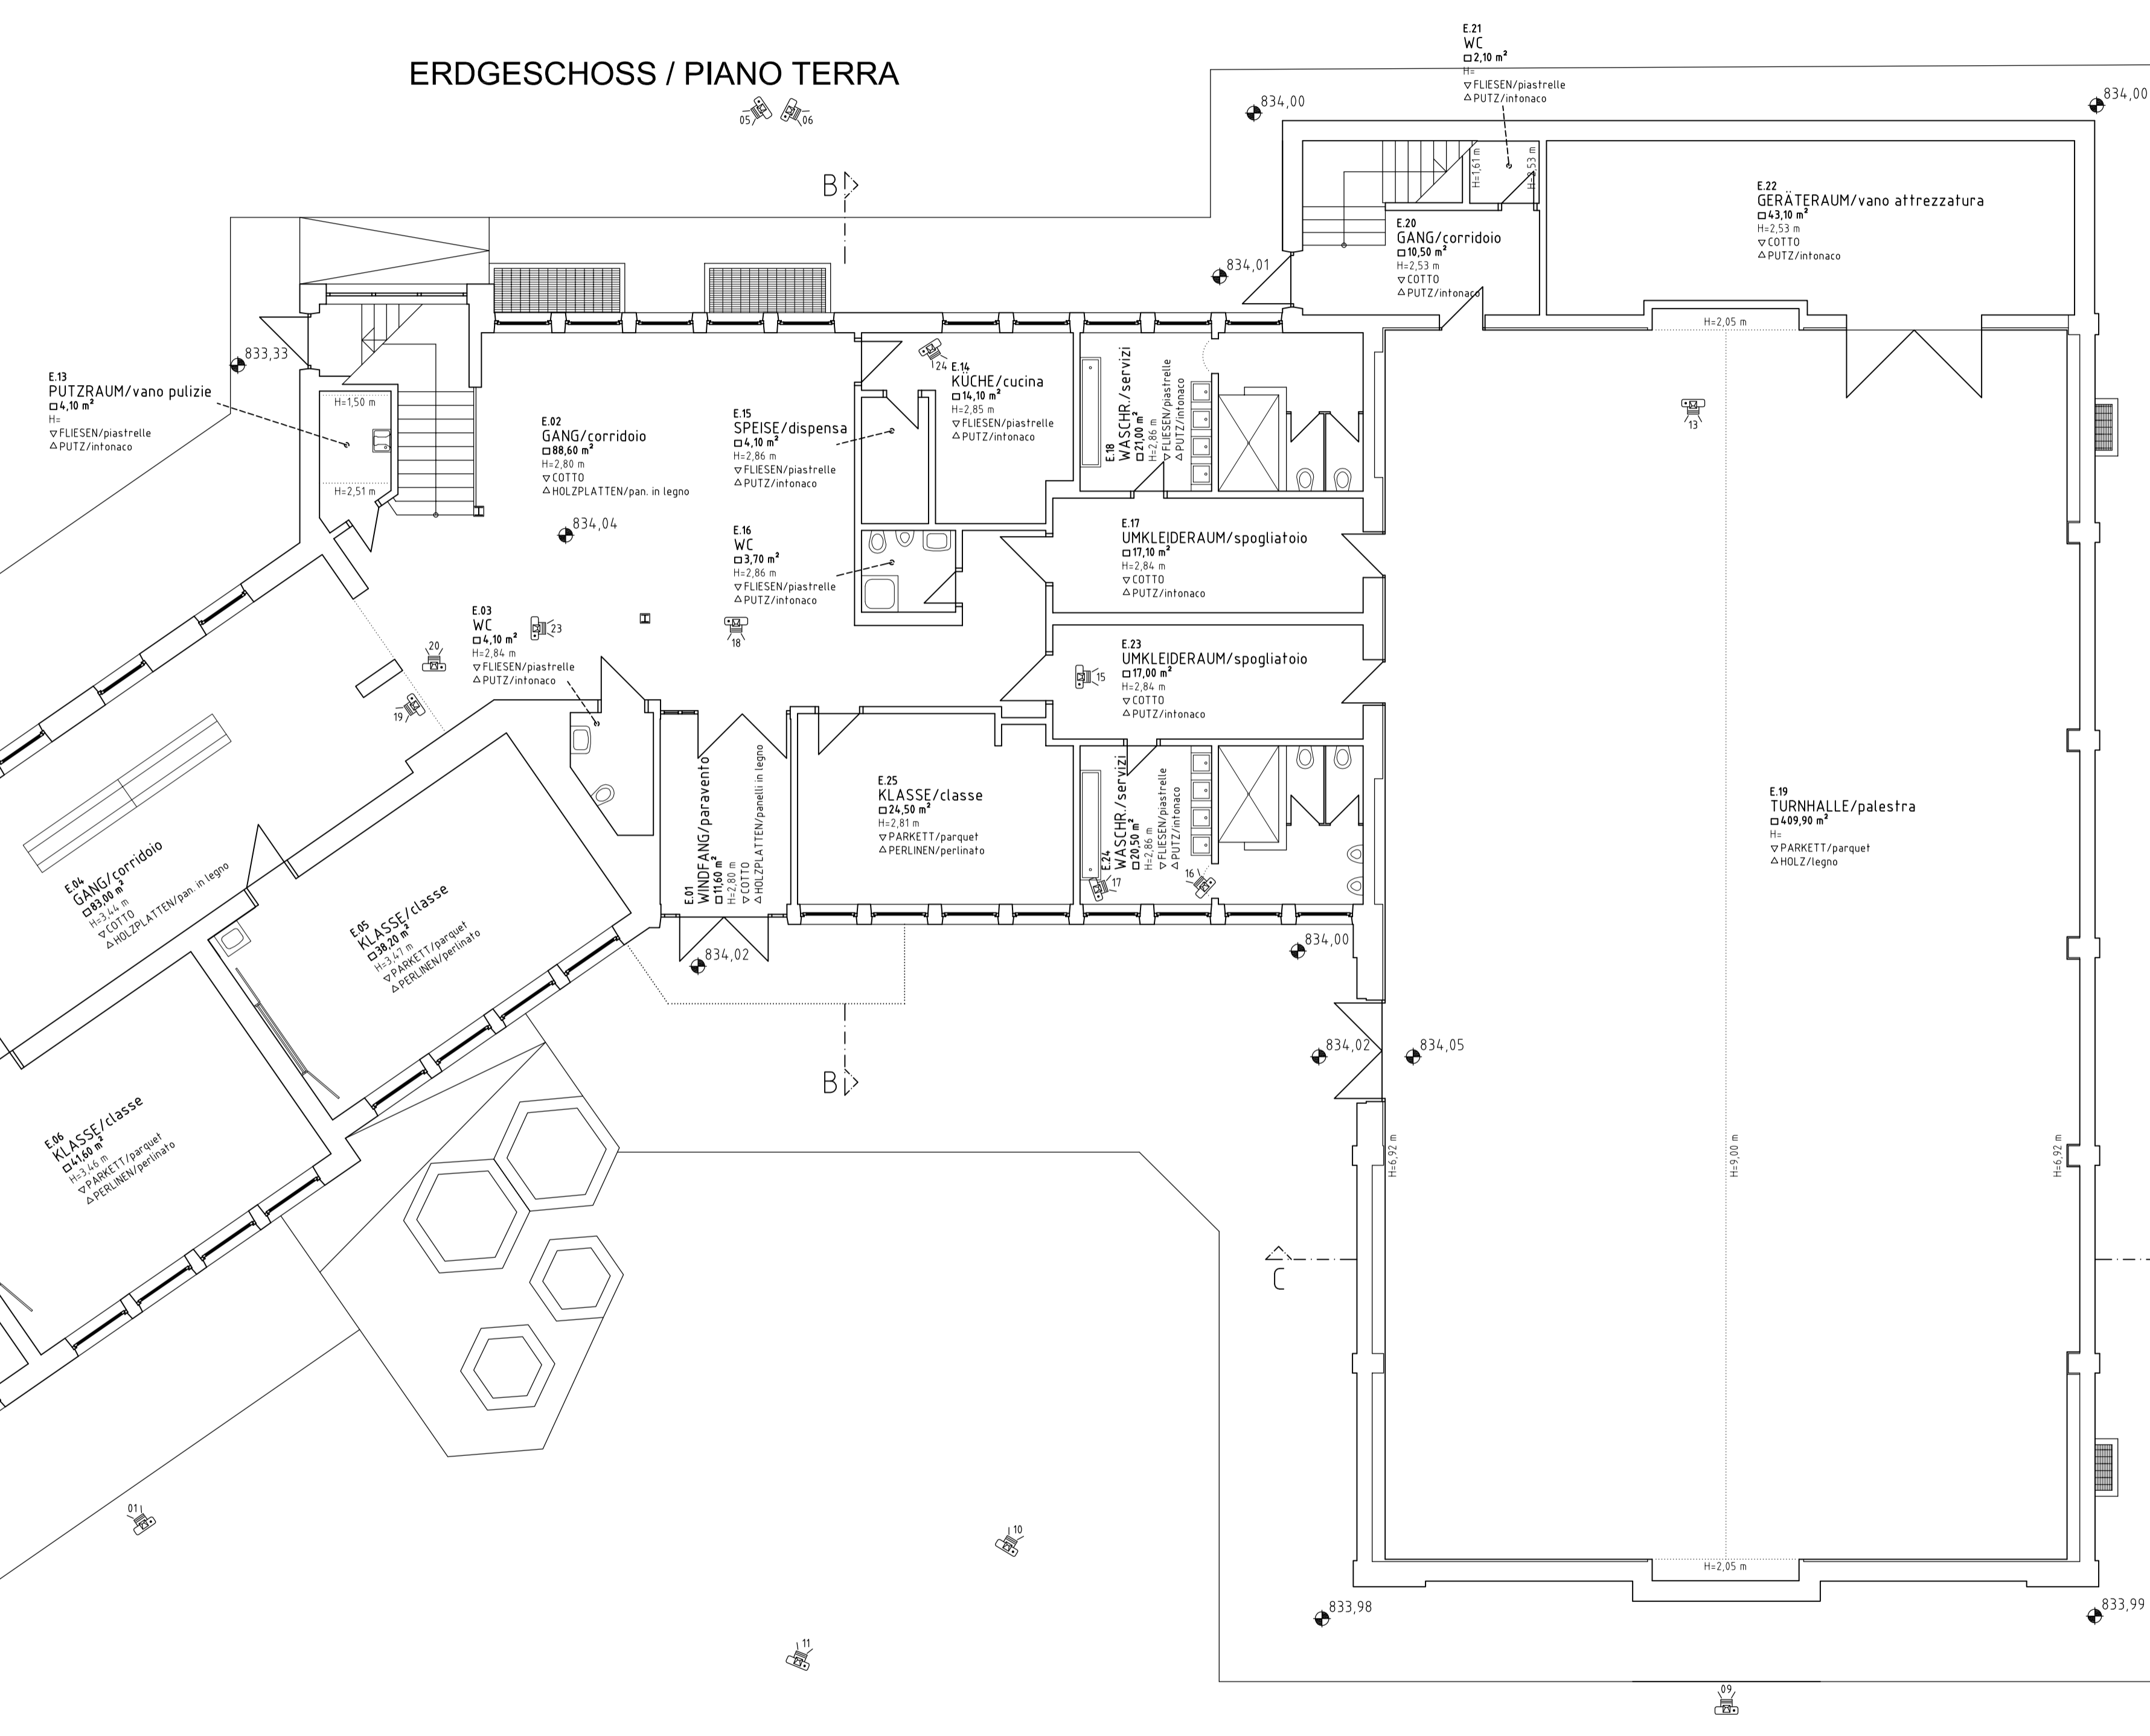 ERDGESCHOSS / PIANO TERRA
05
06
B
E.21
WC
2,10 m²
H=
FLIESEN/piastrelle
PUTZ/intonaco
834,00
834,00
H=1,61 m
H=2,53 m
E.22
GERÄTERAUM/vano attrezzatura
43,10 m²
H=2,53 m
COTTO
PUTZ/intonaco
E.20
GANG/corridoio
10,50 m²
H=2,53 m
COTTO
PUTZ/intonaco
834,01
833,33
H=2,05 m
E.13
PUTZRAUM/vano pulizie
4,10 m²
H=
FLIESEN/piastrelle
PUTZ/intonaco
H=1,50 m
H=2,51 m
E.02
GANG/corridoio
88,60 m²
H=2,80 m
COTTO
HOLZPLATTEN/pan. in legno
834,04
E.15
SPEISE/dispensa
4,10 m²
H=2,86 m
FLIESEN/piastrelle
PUTZ/intonaco
24
E.14
KÜCHE/cucina
14,10 m²
H=2,85 m
FLIESEN/piastrelle
PUTZ/intonaco
E.18
WASCHR./servizi
21,00 m²
H=2,86 m
FLIESEN/piastrelle
PUTZ/intonaco
13
E.16
WC
3,70 m²
H=2,86 m
FLIESEN/piastrelle
PUTZ/intonaco
E.17
UMKLEIDERAUM/spogliatoio
17,10 m²
H=2,84 m
COTTO
PUTZ/intonaco
E.03
WC
4,10 m²
H=2,84 m
FLIESEN/piastrelle
PUTZ/intonaco
23
18
20
19
E.23
UMKLEIDERAUM/spogliatoio
17,00 m²
H=2,84 m
COTTO
PUTZ/intonaco
15
E.01
WINDFANG/paravento
11,60 m²
H=2,80 m
COTTO
HOLZPLATTEN/panelli in legno
E.25
KLASSE/classe
24,50 m²
H=2,81 m
PARKETT/parquet
PERLINEN/perlinato
E.24
WASCHR./servizi
20,50 m²
H=2,86 m
FLIESEN/piastrelle
PUTZ/intonaco
17
16
E.19
TURNHALLE/palestra
409,90 m²
H=
PARKETT/parquet
HOLZ/legno
E.04
GANG/corridoio
83,00 m²
H=3,44 m
COTTO
HOLZPLATTEN/pan. in legno
E.05
KLASSE/classe
38,20 m²
H=3,47 m
PARKETT/parquet
PERLINEN/perlinato
834,02
834,00
834,02
834,05
B
E.06
KLASSE/classe
41,60 m²
H=3,46 m
PARKETT/parquet
PERLINEN/perlinato
H=6,92 m
H=9,00 m
H=6,92 m
C
01
10
H=2,05 m
833,98
833,99
11
09